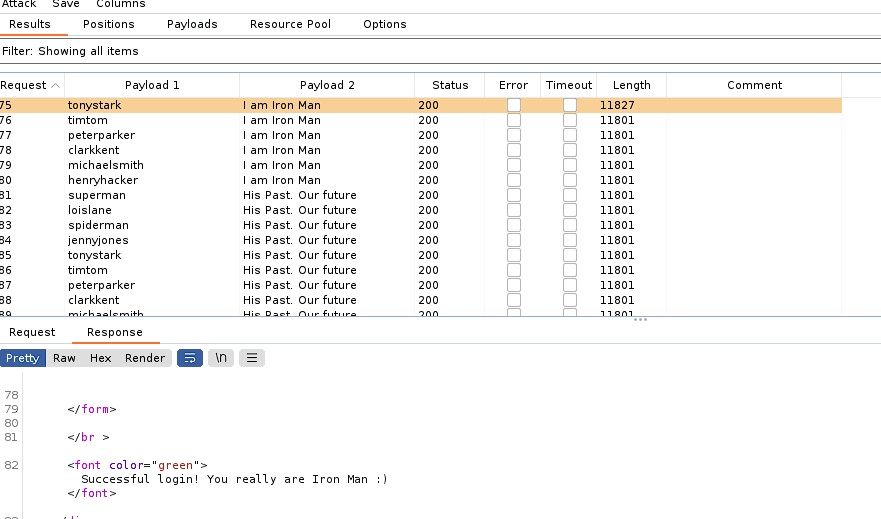 Attack Save Columns
Results Positions Payloads Resource Pool Options
Filter: Showing all items
Request Payload 1 Payload 2 Status Error Timeout Length Comment
75 tonystark I am Iron Man 200 11827
76 timtom I am Iron Man 200 11801
77 peterparker I am Iron Man 200 11801
78 clarkkent I am Iron Man 200 11801
79 michaelsmith I am Iron Man 200 11801
80 henryhacker I am Iron Man 200 11801
81 superman His Past. Our future 200 11801
82 loislane His Past. Our future 200 11801
83 spiderman His Past. Our future 200 11801
84 jennyjones His Past. Our future 200 11801
85 tonystark His Past. Our future 200 11801
86 timtom His Past. Our future 200 11801
87 peterparker His Past. Our future 200 11801
88 clarkkent His Past. Our future 200 11801
89 michaelsmith His Past. Our future 200 11801
Request Response
Pretty Raw Hex Render \n
78
79 </form>
80
81 </br >
82 <font color="green">
Successful login! You really are Iron Man :)
</font>